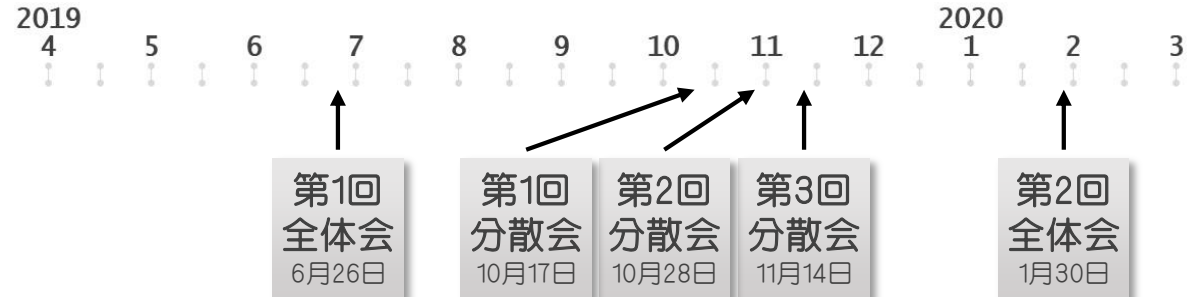 2019
2020
4 5 6 7 8 9 10 11 12 1 2 3
第1回
全体会
6月26日
第1回
分散会
10月17日
第2回
分散会
10月28日
第3回
分散会
11月14日
第2回
全体会
1月30日